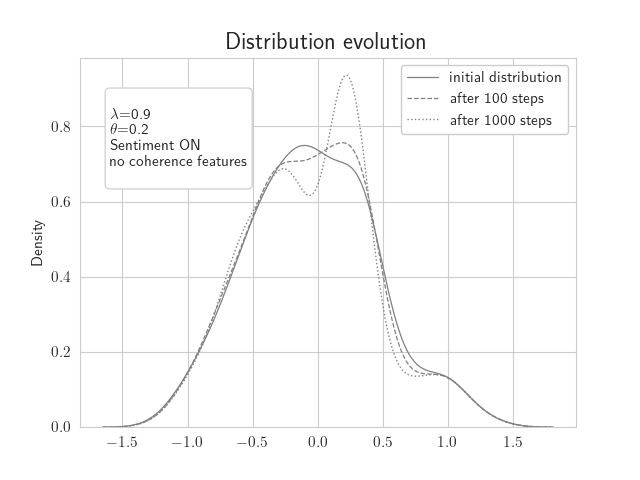 Distribution evolution
λ=0.9
θ=0.2
Sentiment ON
no coherence features
initial distribution
after 100 steps
after 1000 steps
Density
0.8
0.6
0.4
0.2
0.0
−1.5 −1.0 −0.5 0.0 0.5 1.0 1.5